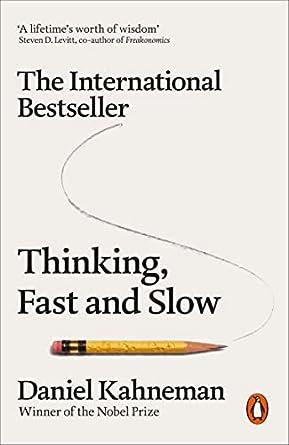 ‘A lifetime’s worth of wisdom’
Steven D. Levitt, co-author of Freakonomics
The International
Bestseller
Thinking,
Fast and Slow
Daniel Kahneman
Winner of the Nobel Prize